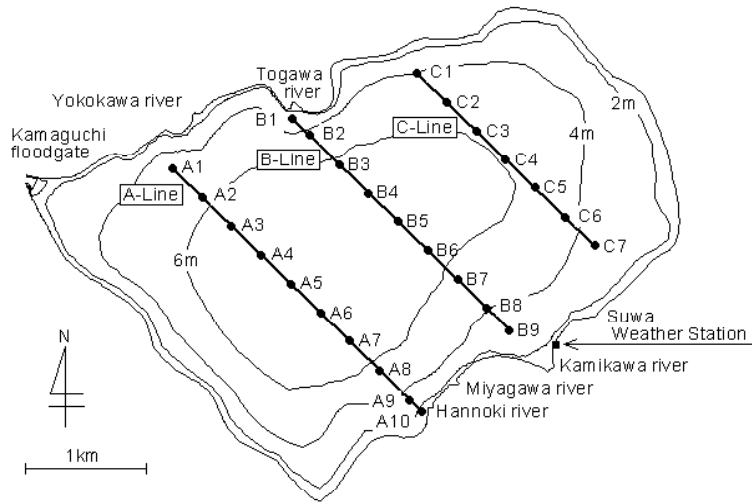 Togawa
river
Yokokawa river
Kamaguchi
floodgate
2m
4m
6m
C1
C2
C3
C4
C5
C6
C7
C-Line
B1
B2
B3
B4
B5
B6
B7
B8
B9
B-Line
A1
A2
A3
A4
A5
A6
A7
A8
A9
A10
A-Line
Suwa
Weather Station
Kamikawa river
Miyagawa river
Hannoki river
N
1km